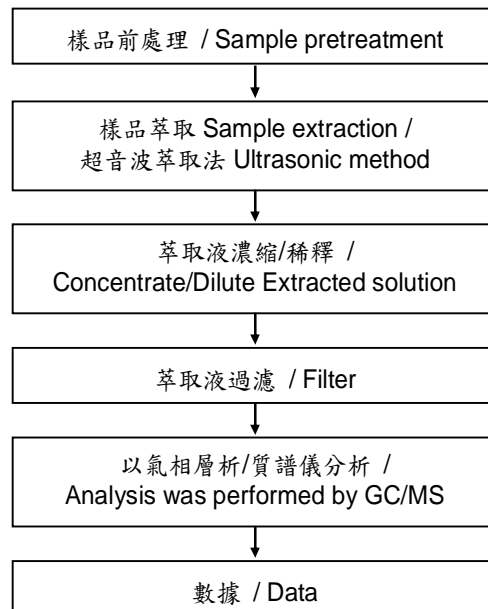 樣品前處理 / Sample pretreatment
樣品萃取 Sample extraction /
超音波萃取法 Ultrasonic method
萃取液濃縮/稀釋 /
Concentrate/Dilute Extracted solution
萃取液過濾 / Filter
以氣相層析/質譜儀分析 /
Analysis was performed by GC/MS
數據 / Data